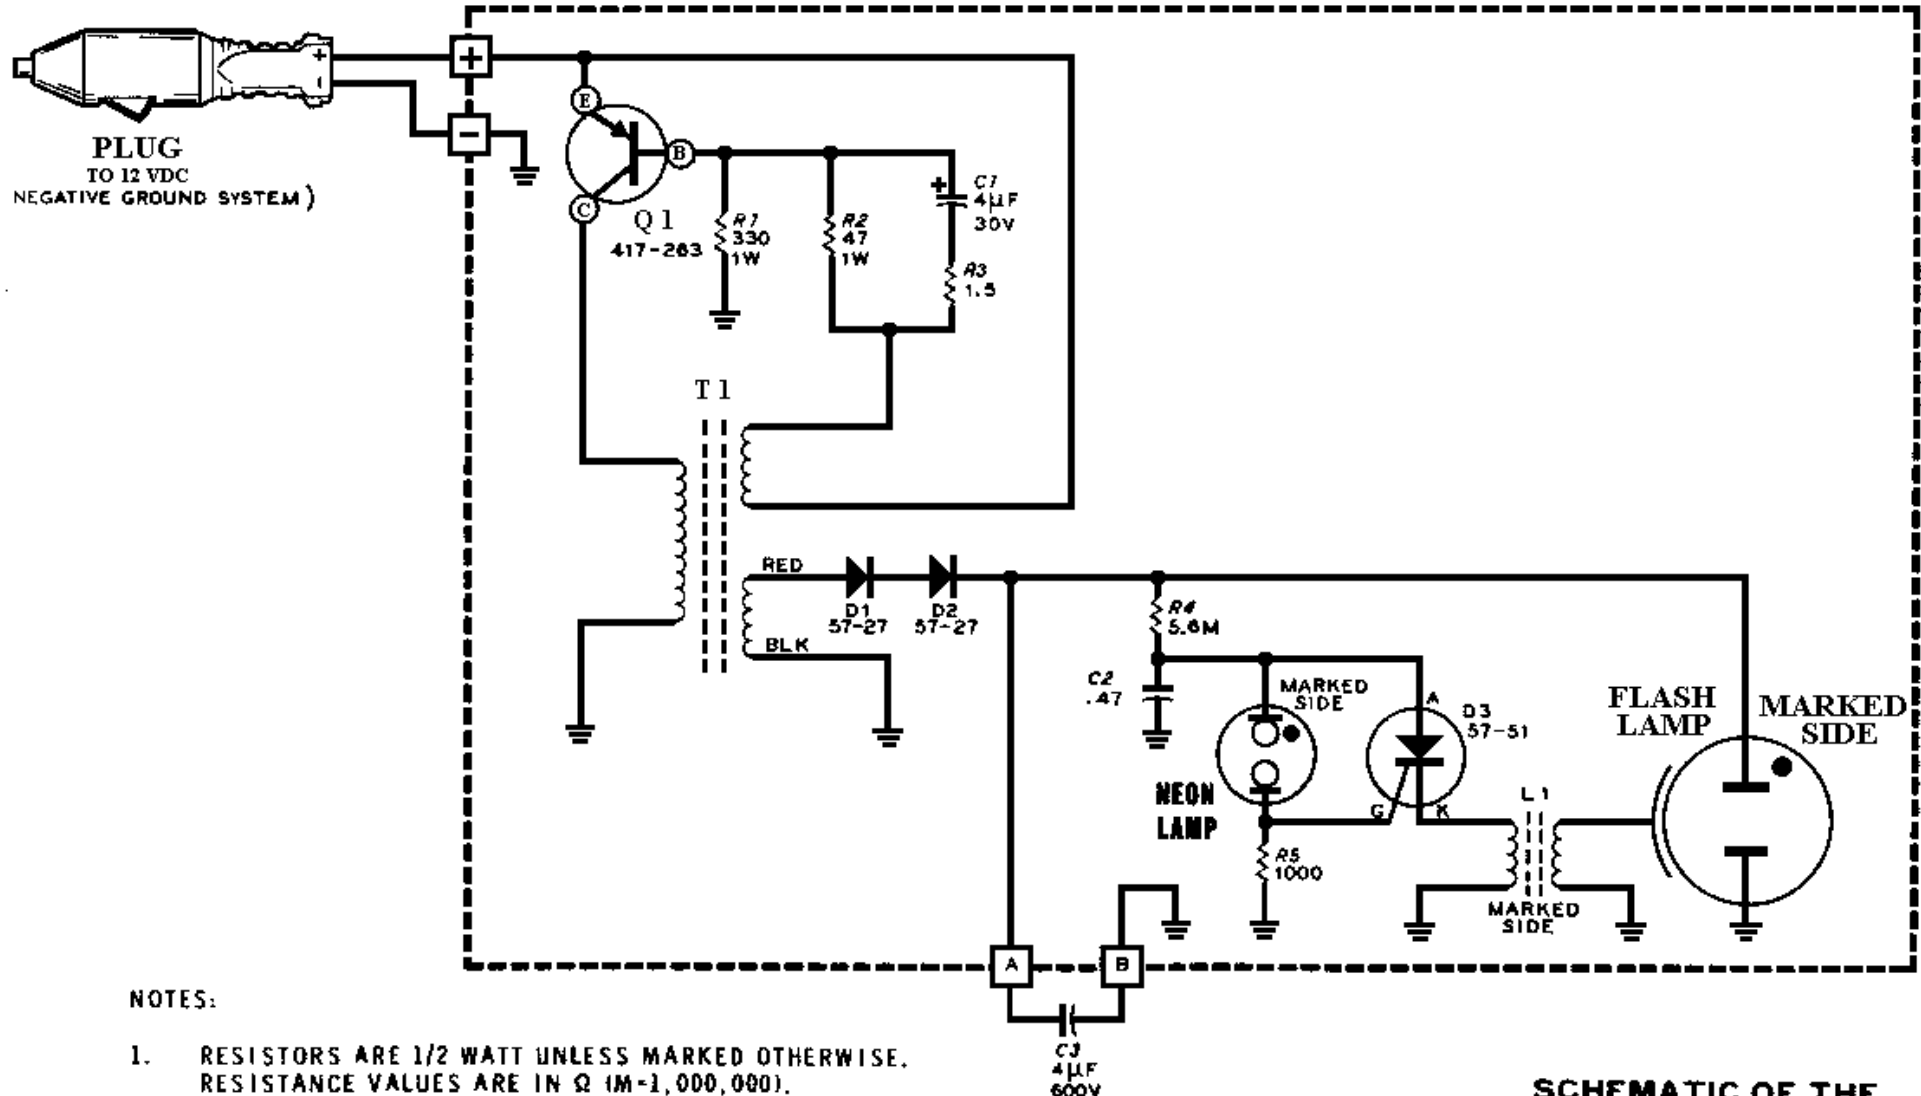 PLUG
TO 12 VDC
NEGATIVE GROUND SYSTEM)
+
-
+
-
E
B
C
Q1
417-283
R1
330
1W
R2
47
1W
+
C1
4µF
30V
R3
1.5
T1
RED
BLK
D1
57-27
D2
57-27
R4
5.6M
C2
.47
MARKED
SIDE
NEON
LAMP
A
D3
57-51
G
K
R5
1000
L1
MARKED
SIDE
FLASH
LAMP
MARKED
SIDE
A
B
C3
4µF
600V
NOTES:
1. RESISTORS ARE 1/2 WATT UNLESS MARKED OTHERWISE.
RESISTANCE VALUES ARE IN Ω (M=1,000,000).
SCHEMATIC OF THE